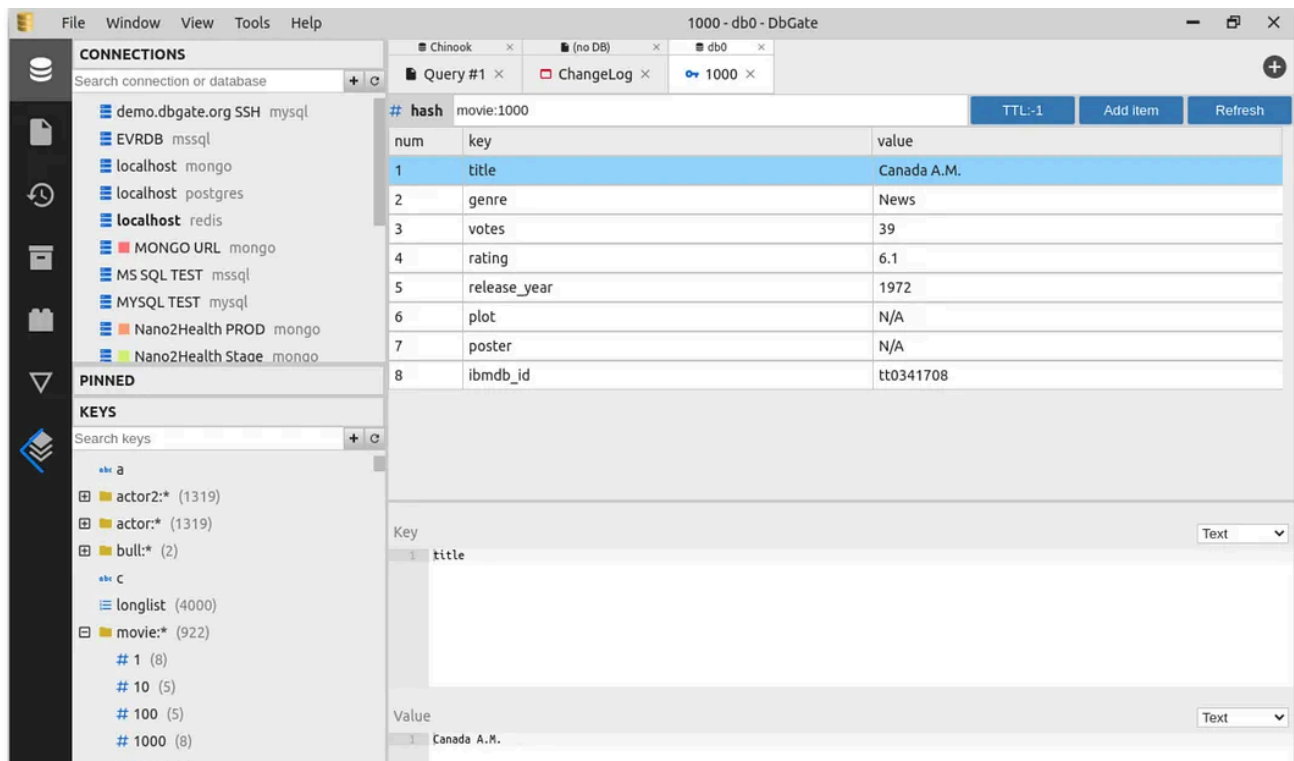 File Window View Tools Help 1000 - db0 - DbGate
CONNECTIONS
Search connection or database
demo.dbgate.org SSH mysql
EVRDB mssql
localhost mongo
localhost postgres
localhost redis
MONGO URL mongo
MS SQL TEST mssql
MYSQL TEST mysql
Nano2Health PROD mongo
Nano2Health Stage mongo
PINNED
KEYS
Search keys
abc a
actor2:* (1319)
actor:* (1319)
bull:* (2)
abc c
longlist (4000)
movie:* (922)
# 1 (8)
# 10 (5)
# 100 (5)
# 1000 (8)
Chinook × (no DB) × db0 ×
Query #1 × ChangeLog × 1000 ×
# hash movie:1000 TTL:-1 Add item Refresh
num key value
1 title Canada A.M.
2 genre News
3 votes 39
4 rating 6.1
5 release_year 1972
6 plot N/A
7 poster N/A
8 ibmdb_id tt0341708
Key Text
1 title
Value Text
1 Canada A.M.